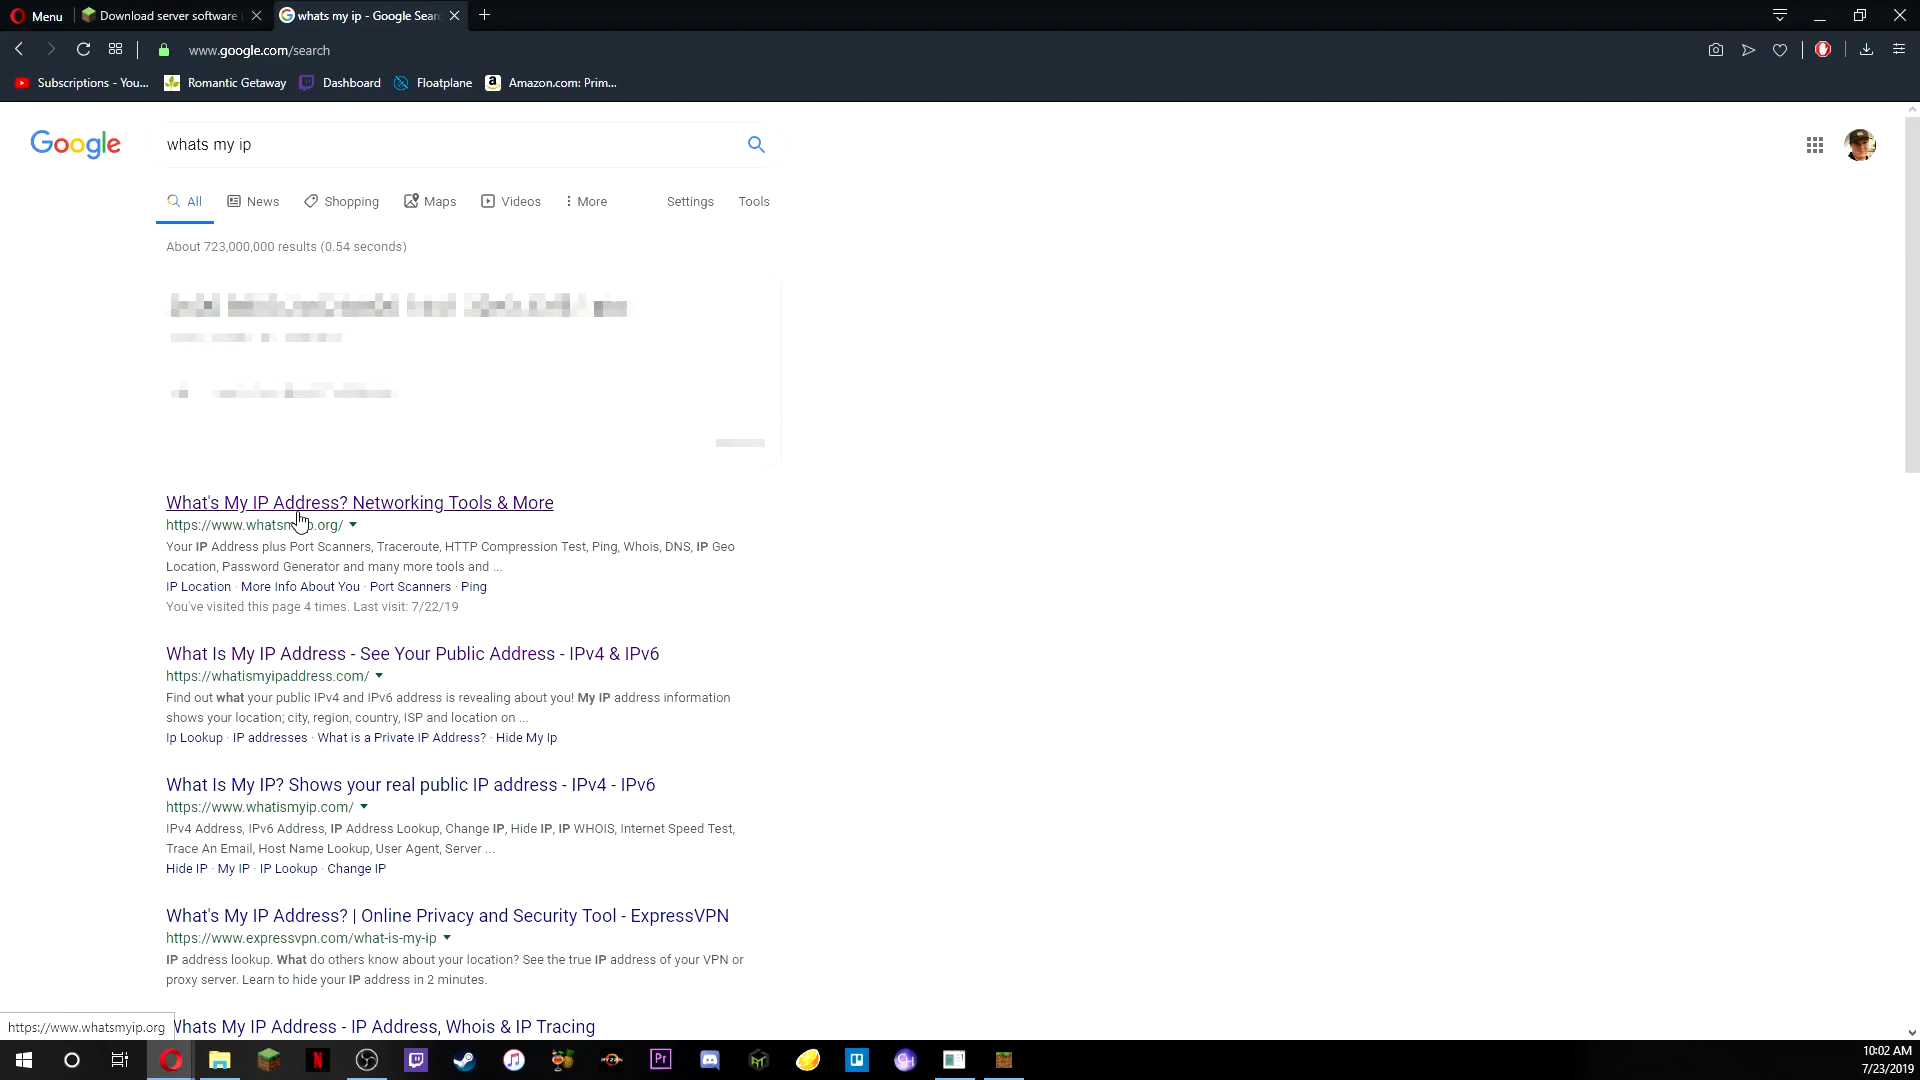 Menu
Download server software
whats my ip - Google Sear
www.google.com/search
Subscriptions - You...
Romantic Getaway
Dashboard
Floatplane
Amazon.com: Prim...
Google
whats my ip
All
News
Shopping
Maps
Videos
More
Settings
Tools
About 723,000,000 results (0.54 seconds)
What's My IP Address? Networking Tools & More
https://www.whatsmyip.org/
Your IP Address plus Port Scanners, Traceroute, HTTP Compression Test, Ping, Whois, DNS, IP Geo
Location, Password Generator and many more tools and ...
IP Location · More Info About You · Port Scanners · Ping
You've visited this page 4 times. Last visit: 7/22/19
What Is My IP Address - See Your Public Address - IPv4 & IPv6
https://whatismyipaddress.com/
Find out what your public IPv4 and IPv6 address is revealing about you! My IP address information
shows your location; city, region, country, ISP and location on ...
Ip Lookup · IP addresses · What is a Private IP Address? · Hide My Ip
What Is My IP? Shows your real public IP address - IPv4 - IPv6
https://www.whatismyip.com/
IPv4 Address, IPv6 Address, IP Address Lookup, Change IP, Hide IP, IP WHOIS, Internet Speed Test,
Trace An Email, Host Name Lookup, User Agent, Server ...
Hide IP · My IP · IP Lookup · Change IP
What's My IP Address? | Online Privacy and Security Tool - ExpressVPN
https://www.expressvpn.com/what-is-my-ip
IP address lookup. What do others know about your location? See the true IP address of your VPN or
proxy server. Learn to hide your IP address in 2 minutes.
Whats My IP Address - IP Address, Whois & IP Tracing
https://www.whatsmyip.org
10:02 AM
7/23/2019